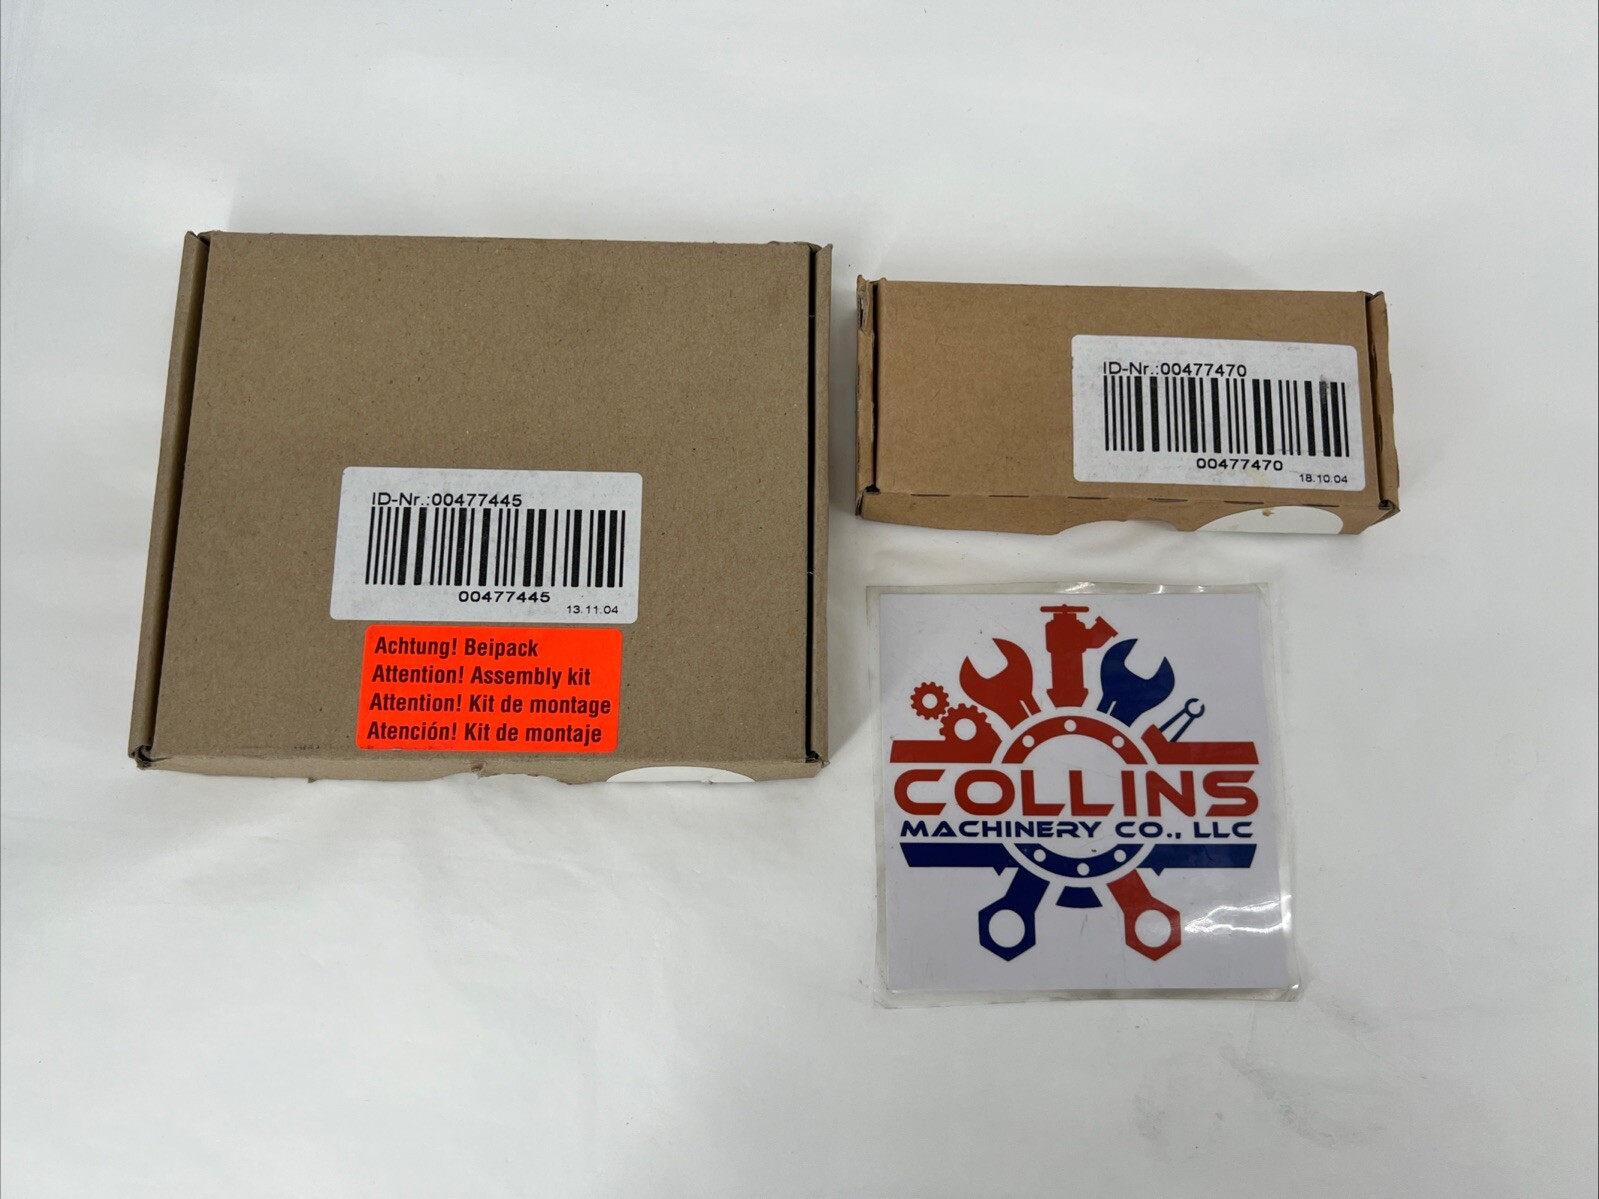 ID-Nr.:00477445
00477445
13.11.04
Achtung! Beipack
Attention! Assembly kit
Attention! Kit de montage
Atención! Kit de montaje
ID-Nr.:00477470
00477470
18.10.04
COLLINS
MACHINERY CO., LLC